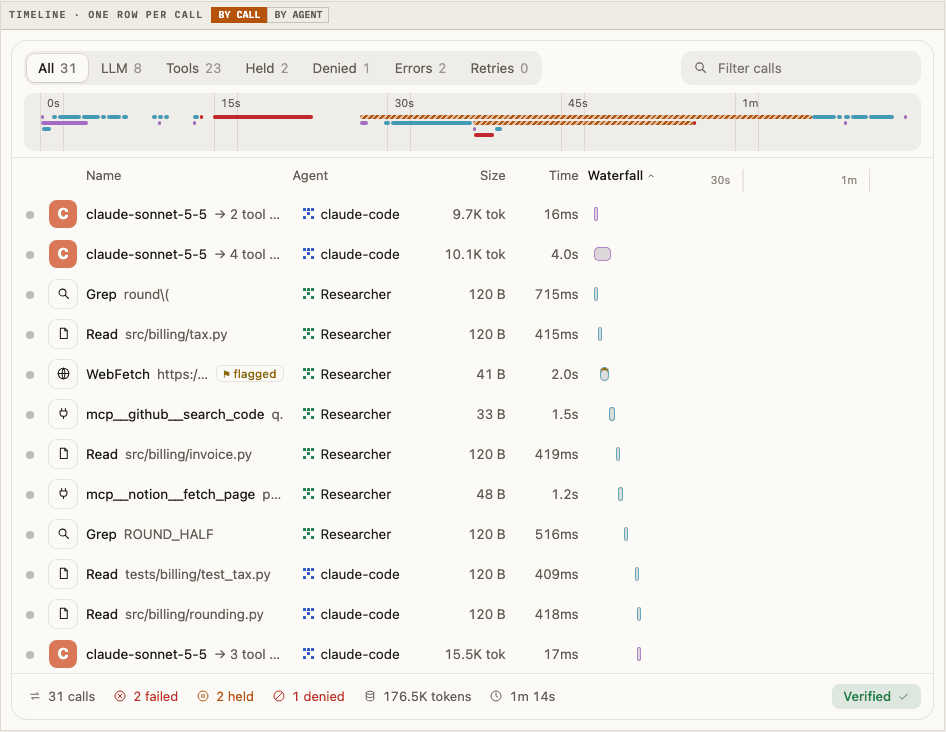 TIMELINE · ONE ROW PER CALL BY CALL BY AGENT
All 31 LLM 8 Tools 23 Held 2 Denied 1 Errors 2 Retries 0 Filter calls
0s 15s 30s 45s 1m
Name Agent Size Time Waterfall 30s 1m
C claude-sonnet-5-5 → 2 tool ... claude-code 9.7K tok 16ms
C claude-sonnet-5-5 → 4 tool ... claude-code 10.1K tok 4.0s
Grep round\( Researcher 120 B 715ms
Read src/billing/tax.py Researcher 120 B 415ms
WebFetch https:/... flagged Researcher 41 B 2.0s
mcp__github__search_code q. Researcher 33 B 1.5s
Read src/billing/invoice.py Researcher 120 B 419ms
mcp__notion__fetch_page p... Researcher 48 B 1.2s
Grep ROUND_HALF Researcher 120 B 516ms
Read tests/billing/test_tax.py claude-code 120 B 409ms
Read src/billing/rounding.py claude-code 120 B 418ms
C claude-sonnet-5-5 → 3 tool ... claude-code 15.5K tok 17ms
31 calls 2 failed 2 held 1 denied 176.5K tokens 1m 14s Verified